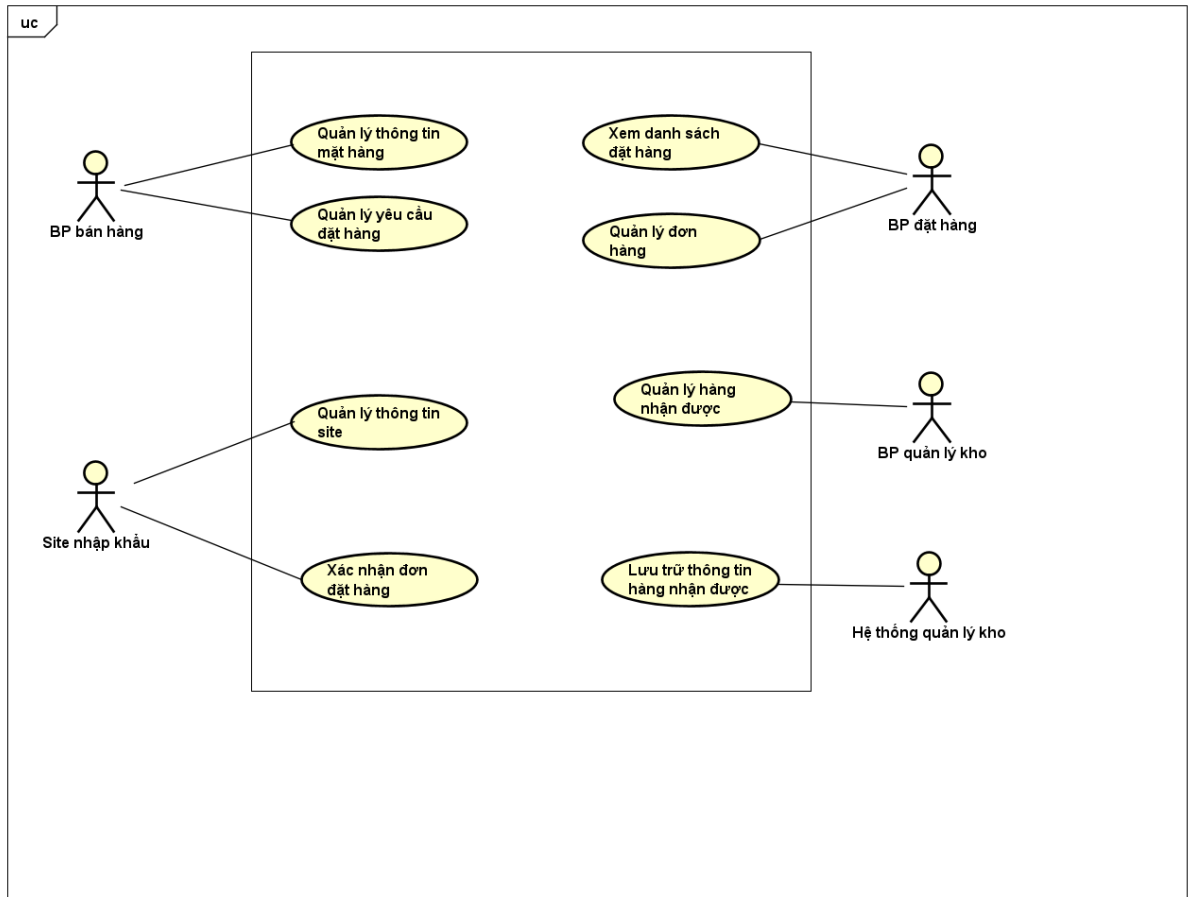 uc
Quản lý thông tin
mặt hàng
Xem danh sách
đặt hàng
BP bán hàng
Quản lý yêu cầu
đặt hàng
BP đặt hàng
Quản lý đơn
hàng
Quản lý hàng
nhận được
Quản lý thông tin
site
BP quản lý kho
Site nhập khẩu
Xác nhận đơn
đặt hàng
Lưu trữ thông tin
hàng nhận được
Hệ thống quản lý kho